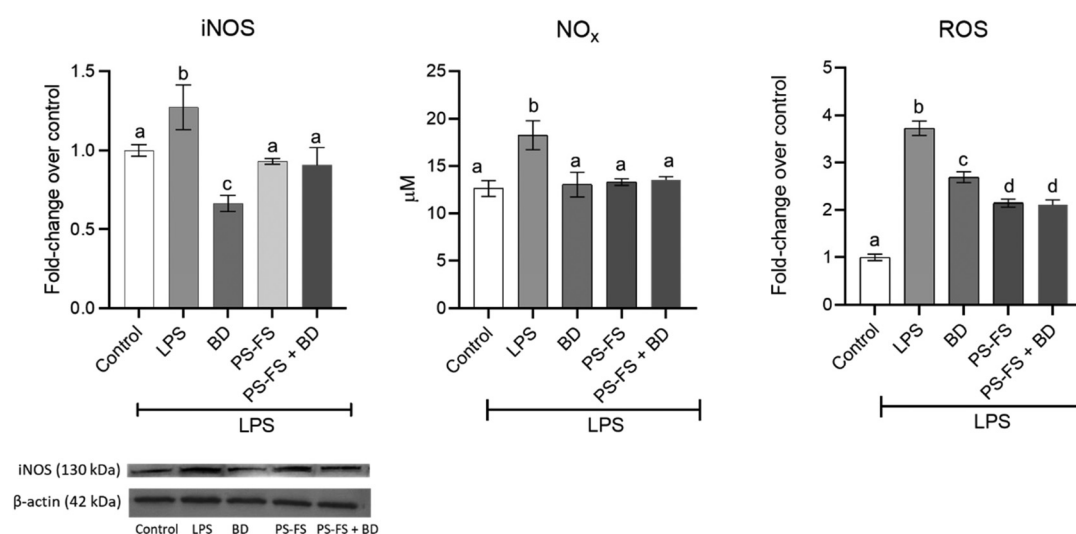 iNOS
Fold-change over control
1.5
1.0
0.5
0.0
a
b
c
a
a
Control
LPS
BD
PS-FS
PS-FS + BD
LPS
NOx
μM
25
20
15
10
5
0
a
b
a
a
a
Control
LPS
BD
PS-FS
PS-FS + BD
LPS
ROS
Fold-change over control
5
4
3
2
1
0
a
b
c
d
d
Control
LPS
BD
PS-FS
PS-FS + BD
LPS
iNOS (130 kDa)
β-actin (42 kDa)
Control LPS BD PS-FS PS-FS + BD